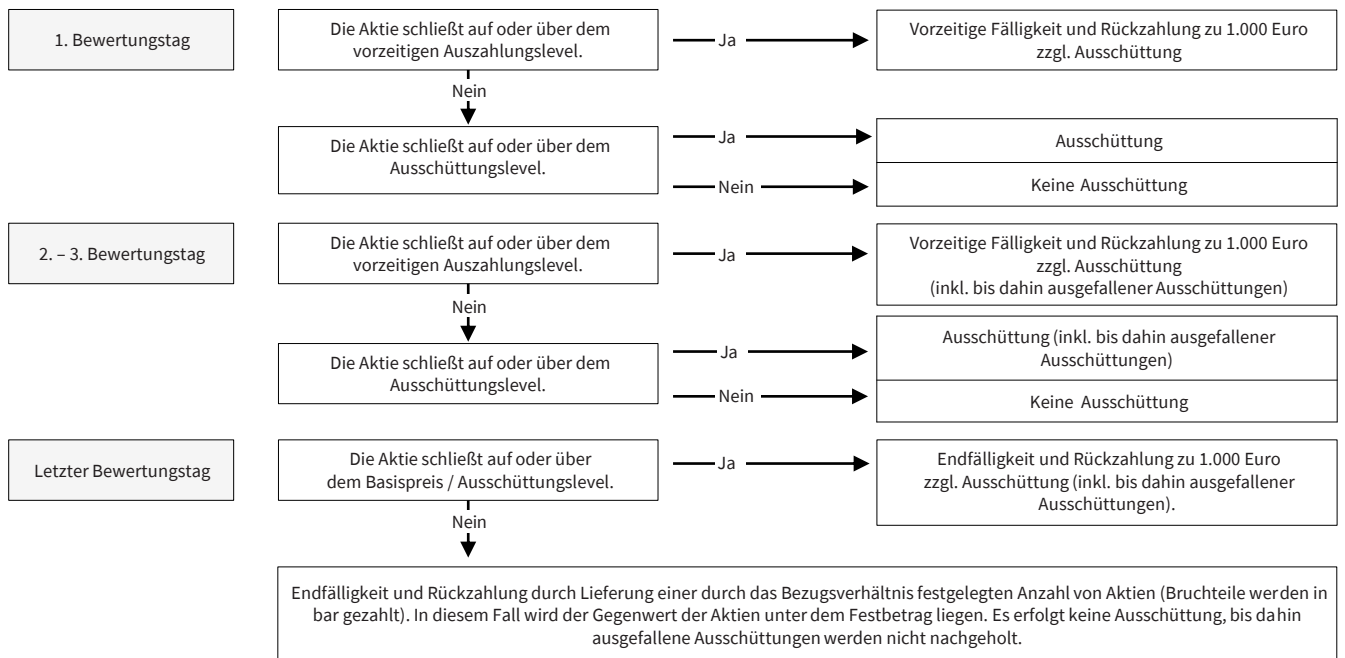 1. Bewertungstag
Die Aktie schließt auf oder über dem
vorzeitigen Auszahlungslevel.
Ja
Vorzeitige Fälligkeit und Rückzahlung zu 1.000 Euro
zzgl. Ausschüttung
Nein
Die Aktie schließt auf oder über dem
Ausschüttungslevel.
Ja
Ausschüttung
Nein
Keine Ausschüttung
2. – 3. Bewertungstag
Die Aktie schließt auf oder über dem
vorzeitigen Auszahlungslevel.
Ja
Vorzeitige Fälligkeit und Rückzahlung zu 1.000 Euro
zzgl. Ausschüttung
(inkl. bis dahin ausgefallener Ausschüttungen)
Nein
Die Aktie schließt auf oder über dem
Ausschüttungslevel.
Ja
Ausschüttung (inkl. bis dahin ausgefallener
Ausschüttungen)
Nein
Keine Ausschüttung
Letzter Bewertungstag
Die Aktie schließt auf oder über
dem Basispreis / Ausschüttungslevel.
Ja
Endfälligkeit und Rückzahlung zu 1.000 Euro
zzgl. Ausschüttung (inkl. bis dahin ausgefallener
Ausschüttungen).
Nein
Endfälligkeit und Rückzahlung durch Lieferung einer durch das Bezugsverhältnis festgelegten Anzahl von Aktien (Bruchteile werden in
bar gezahlt). In diesem Fall wird der Gegenwert der Aktien unter dem Festbetrag liegen. Es erfolgt keine Ausschüttung, bis dahin
ausgefallene Ausschüttungen werden nicht nachgeholt.